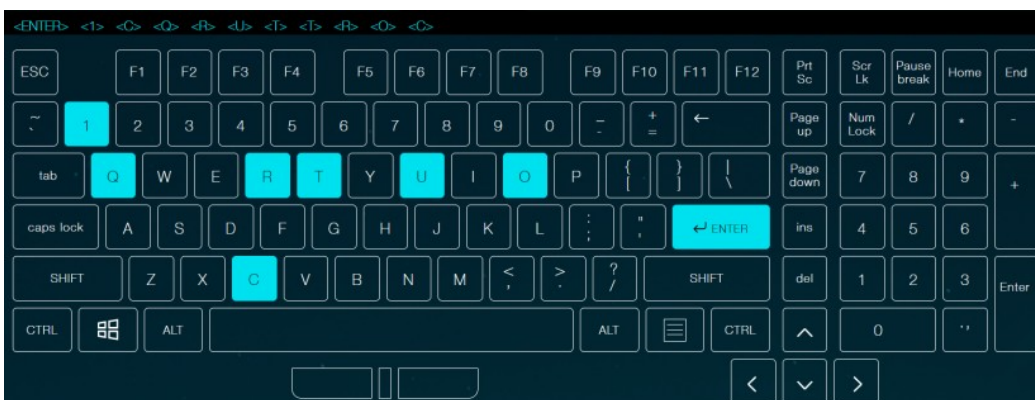 <ENTER> <1> <C> <Q> <R> <U> <T> <T> <R> <O> <C>
ESC F1 F2 F3 F4 F5 F6 F7 F8 F9 F10 F11 F12 Prt Sc Scr Lk Pause break Home End
~ ` 1 2 3 4 5 6 7 8 9 0 _ - + = ← Page up Num Lock / * -
tab Q W E R T Y U I O P { [ } ] | \ Page down 7 8 9 +
caps lock A S D F G H J K L : ; " ' ↵ ENTER ins 4 5 6
SHIFT Z X C V B N M < , > . ? / SHIFT del 1 2 3 Enter
CTRL ALT ALT CTRL ^ 0 . ,
< v >